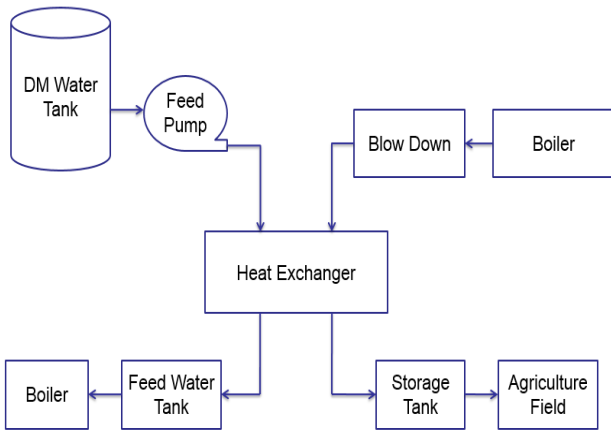 DM Water
Tank
Feed
Pump
Blow Down
Boiler
Heat Exchanger
Boiler
Feed Water
Tank
Storage
Tank
Agriculture
Field